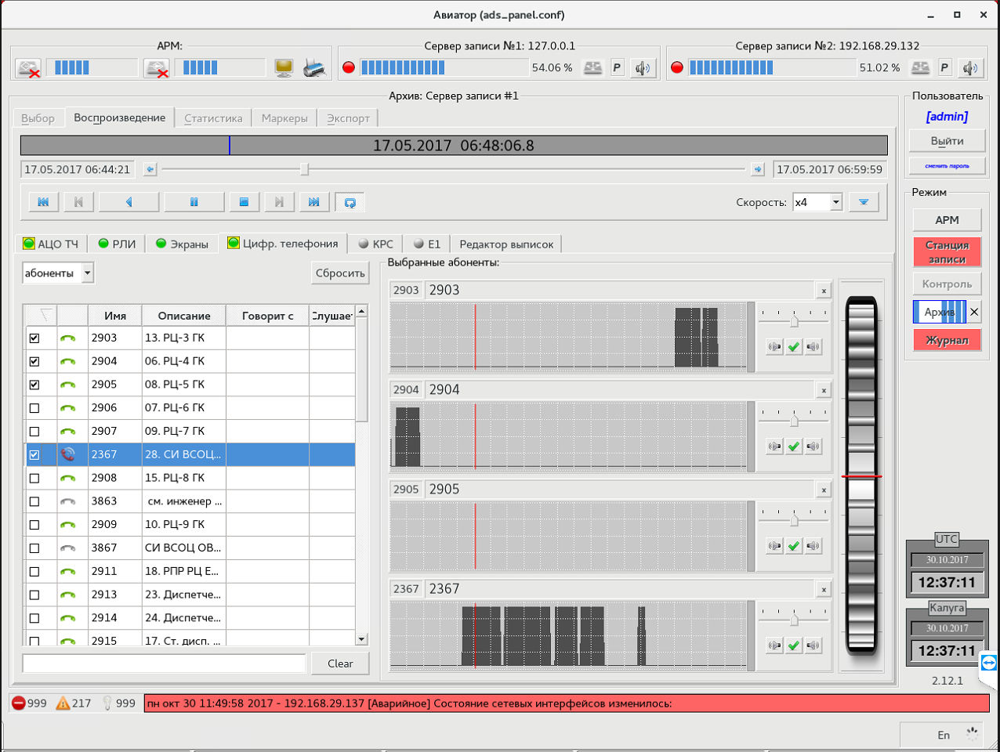 Авиатор (ads_panel.conf)
АРМ:
Сервер записи №1: 127.0.0.1
54.06 %
P
Сервер записи №2: 192.168.29.132
51.02 %
P
Архив: Сервер записи #1
Выбор
Воспроизведение
Статистика
Маркеры
Экспорт
17.05.2017 06:48:06.8
17.05.2017 06:44:21
17.05.2017 06:59:59
Скорость:
x4
АЦО ТЧ
РЛИ
Экраны
Цифр. телефония
КРС
E1
Редактор выписок
абоненты
Сбросить
Имя Описание Говорит с Слушает
2903 13. РЦ-3 ГК
2904 06. РЦ-4 ГК
2905 08. РЦ-5 ГК
2906 07. РЦ-6 ГК
2907 09. РЦ-7 ГК
2367 28. СИ ВСОЦ...
2908 15. РЦ-8 ГК
3863 см. инженер ...
2909 10. РЦ-9 ГК
3867 СИ ВСОЦ ОВ...
2911 18. РПР РЦ Е...
2913 23. Диспетче...
2914 24. Диспетче...
2915 17. Ст. дисп. ...
Clear
Выбранные абоненты:
2903 2903 x
2904 2904 x
2905 2905 x
2367 2367 x
Пользователь
[admin]
Выйти
сменить пароль
Режим
АРМ
Станция
записи
Контроль
Архив
Журнал
UTC
30.10.2017
12:37:11
Калуга
30.10.2017
12:37:11
2.12.1
999
217
999
пн окт 30 11:49:58 2017 - 192.168.29.137 [Аварийное] Состояние сетевых интерфейсов изменилось:
En